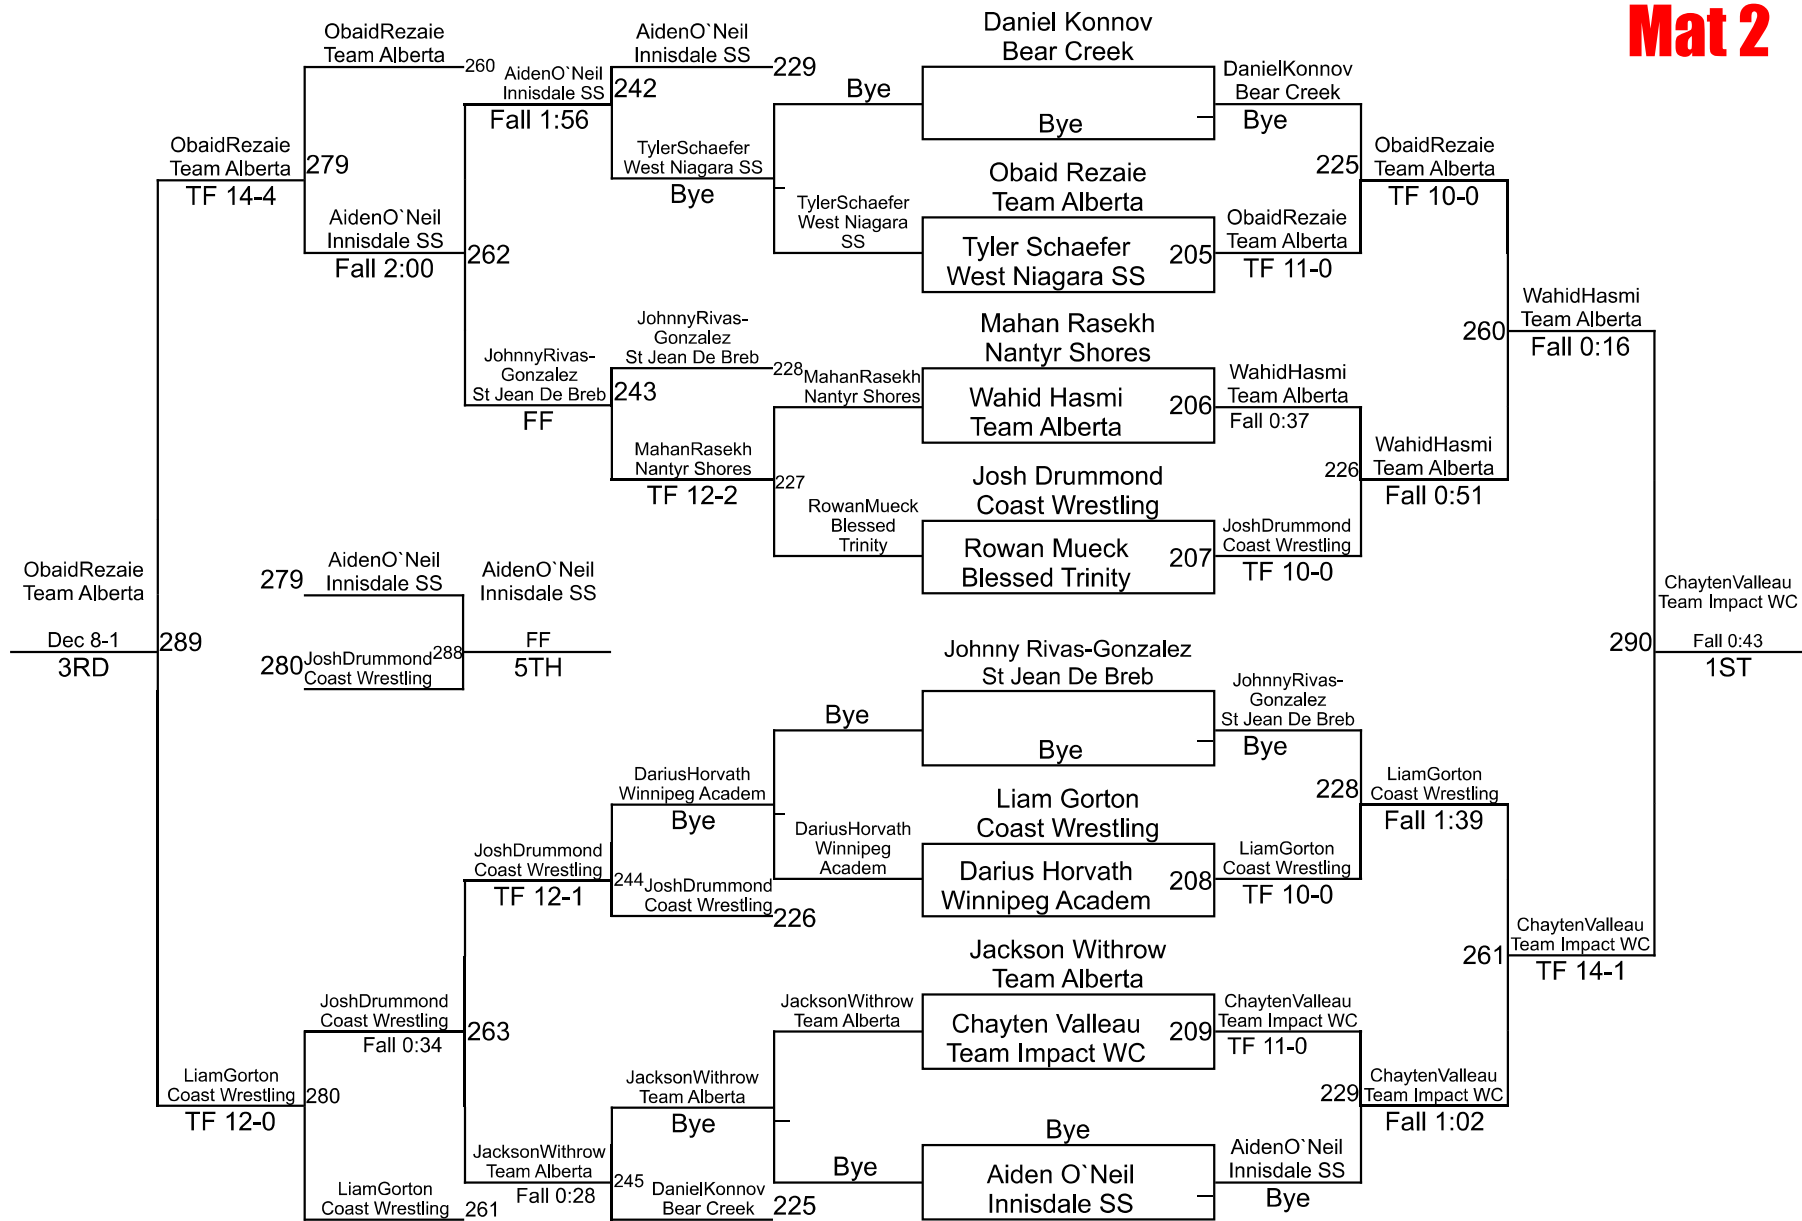 Mat 2
ObaidRezaie
Team Alberta
260
AidenO`Neil
Innisdale SS
229
AidenO`Neil
Innisdale SS
242
Fall 1:56
Bye
Daniel Konnov
Bear Creek
Bye
DanielKonnov
Bear Creek
Bye
ObaidRezaie
Team Alberta
TF 14-4
279
TylerSchaefer
West Niagara SS
Bye
225
ObaidRezaie
Team Alberta
TF 10-0
AidenO`Neil
Innisdale SS
Fall 2:00
262
TylerSchaefer
West Niagara
SS
Obaid Rezaie
Team Alberta
Tyler Schaefer
West Niagara SS
205
ObaidRezaie
Team Alberta
TF 11-0
WahidHasmi
Team Alberta
260
Fall 0:16
JohnnyRivas-
Gonzalez
St Jean De Breb
228
JohnnyRivas-
Gonzalez
St Jean De Breb
243
FF
MahanRasekh
Nantyr Shores
Mahan Rasekh
Nantyr Shores
Wahid Hasmi
Team Alberta
206
WahidHasmi
Team Alberta
Fall 0:37
MahanRasekh
Nantyr Shores
TF 12-2
227
226
WahidHasmi
Team Alberta
Fall 0:51
RowanMueck
Blessed
Trinity
Josh Drummond
Coast Wrestling
Rowan Mueck
Blessed Trinity
207
JoshDrummond
Coast Wrestling
TF 10-0
ObaidRezaie
Team Alberta
Dec 8-1
3RD
289
279
AidenO`Neil
Innisdale SS
280
JoshDrummond
Coast Wrestling
288
AidenO`Neil
Innisdale SS
FF
5TH
290
ChaytenValleau
Team Impact WC
Fall 0:43
1ST
Bye
Johnny Rivas-Gonzalez
St Jean De Breb
Bye
JohnnyRivas-
Gonzalez
St Jean De Breb
Bye
DariusHorvath
Winnipeg Academ
Bye
228
LiamGorton
Coast Wrestling
Fall 1:39
JoshDrummond
Coast Wrestling
TF 12-1
244
DariusHorvath
Winnipeg
Academ
Liam Gorton
Coast Wrestling
Darius Horvath
Winnipeg Academ
208
LiamGorton
Coast Wrestling
TF 10-0
JoshDrummond
Coast Wrestling
226
261
ChaytenValleau
Team Impact WC
TF 14-1
JoshDrummond
Coast Wrestling
Fall 0:34
263
JacksonWithrow
Team Alberta
Jackson Withrow
Team Alberta
Chayten Valleau
Team Impact WC
209
ChaytenValleau
Team Impact WC
TF 11-0
LiamGorton
Coast Wrestling
TF 12-0
280
JacksonWithrow
Team Alberta
Bye
229
ChaytenValleau
Team Impact WC
Fall 1:02
JacksonWithrow
Team Alberta
Fall 0:28
245
Bye
Bye
Aiden O`Neil
Innisdale SS
AidenO`Neil
Innisdale SS
Bye
LiamGorton
Coast Wrestling
261
DanielKonnov
Bear Creek
225